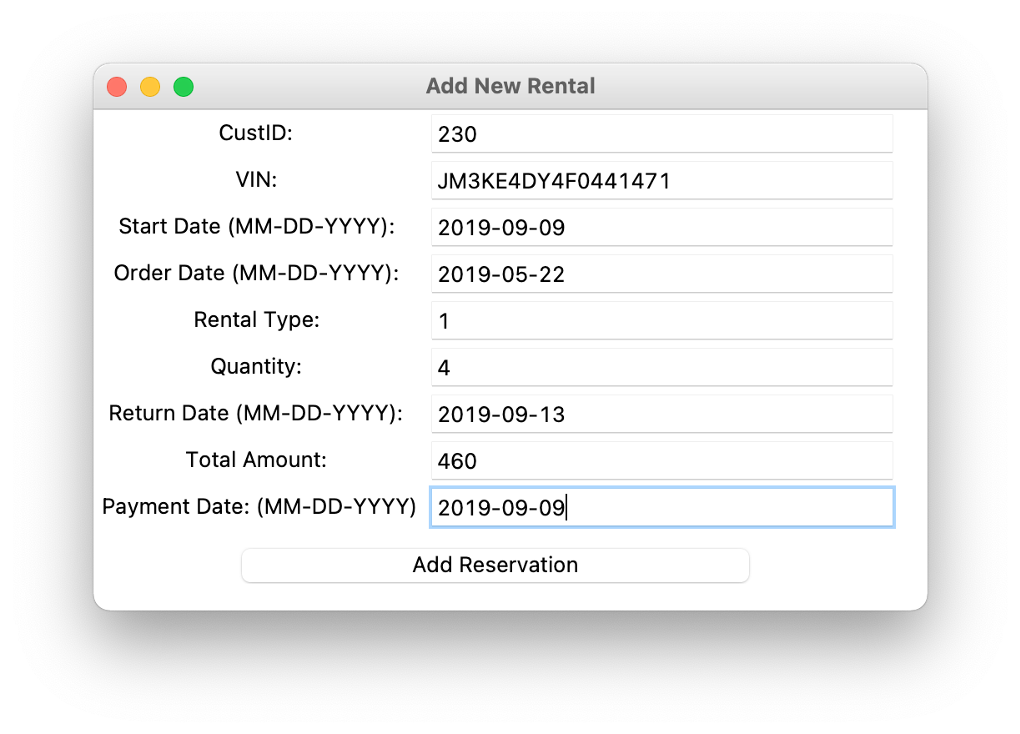 Add New Rental
CustID: 230
VIN: JM3KE4DY4F0441471
Start Date (MM-DD-YYYY): 2019-09-09
Order Date (MM-DD-YYYY): 2019-05-22
Rental Type: 1
Quantity: 4
Return Date (MM-DD-YYYY): 2019-09-13
Total Amount: 460
Payment Date: (MM-DD-YYYY) 2019-09-09
Add Reservation